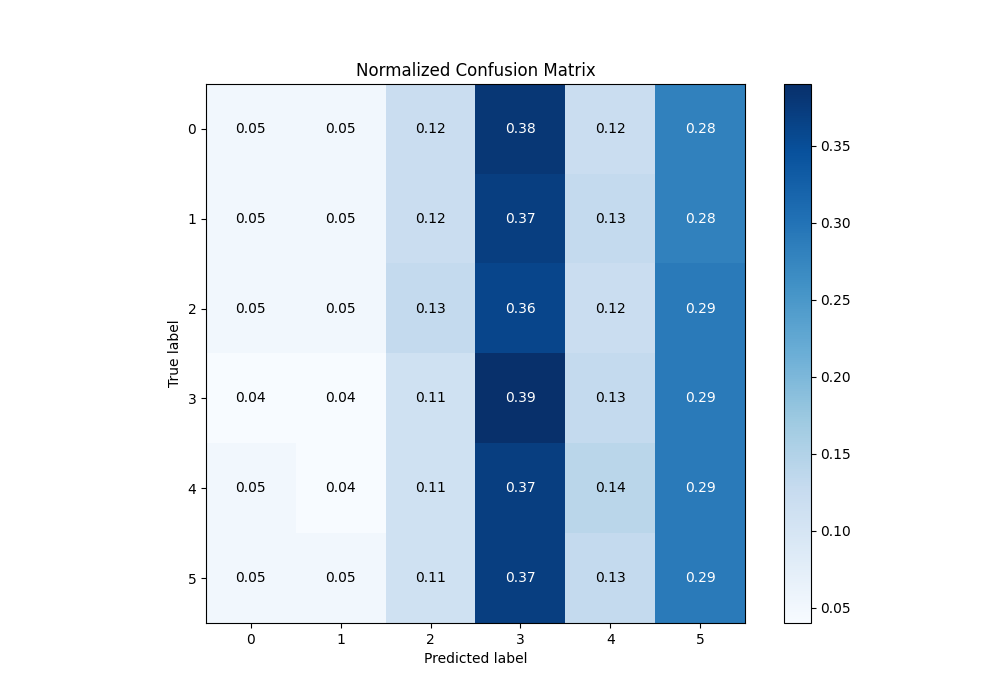 Normalized Confusion Matrix
0 0.05 0.05 0.12 0.38 0.12 0.28
1 0.05 0.05 0.12 0.37 0.13 0.28
2 0.05 0.05 0.13 0.36 0.12 0.29
3 0.04 0.04 0.11 0.39 0.13 0.29
4 0.05 0.04 0.11 0.37 0.14 0.29
5 0.05 0.05 0.11 0.37 0.13 0.29
True label
0 1 2 3 4 5
Predicted label
0.35
0.30
0.25
0.20
0.15
0.10
0.05